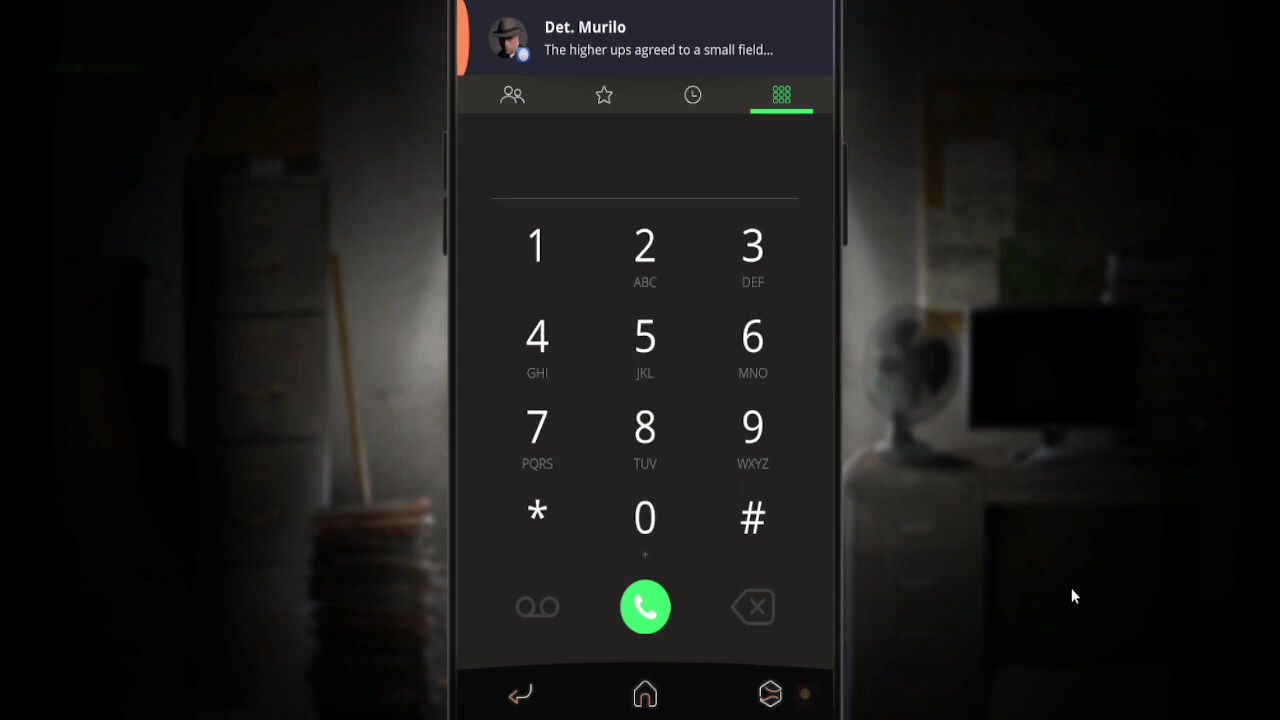 Det. Murilo
The higher ups agreed to a small field...
1 2 3
ABC DEF
4 5 6
GHI JKL MNO
7 8 9
PQRS TUV WXYZ
* 0 #
+